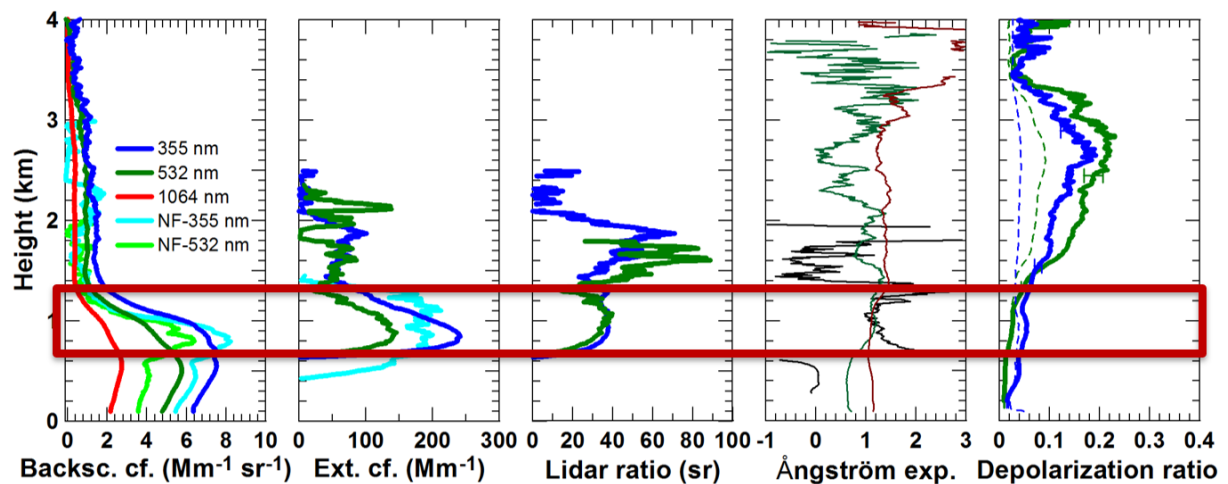 4
3
2
1
0
Height (km)
355 nm
532 nm
1064 nm
NF-355 nm
NF-532 nm
0 2 4 6 8 10
0 100 200 300
0 20 40 60 80 100
-1 0 1 2 3
0 0.1 0.2 0.3 0.4
Backsc. cf. (Mm⁻¹ sr⁻¹)
Ext. cf. (Mm⁻¹)
Lidar ratio (sr)
Ångström exp.
Depolarization ratio